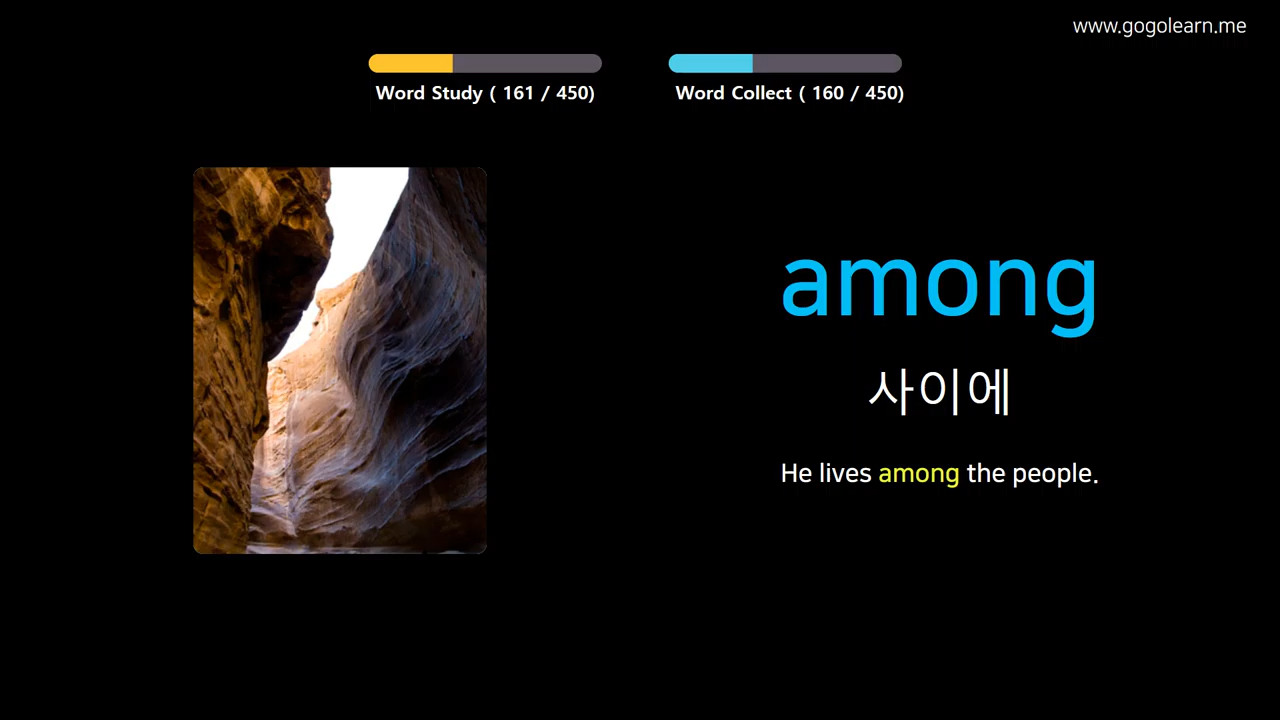 www.gogolearn.me
Word Study ( 161 / 450)
Word Collect ( 160 / 450)
among
사이에
He lives among the people.